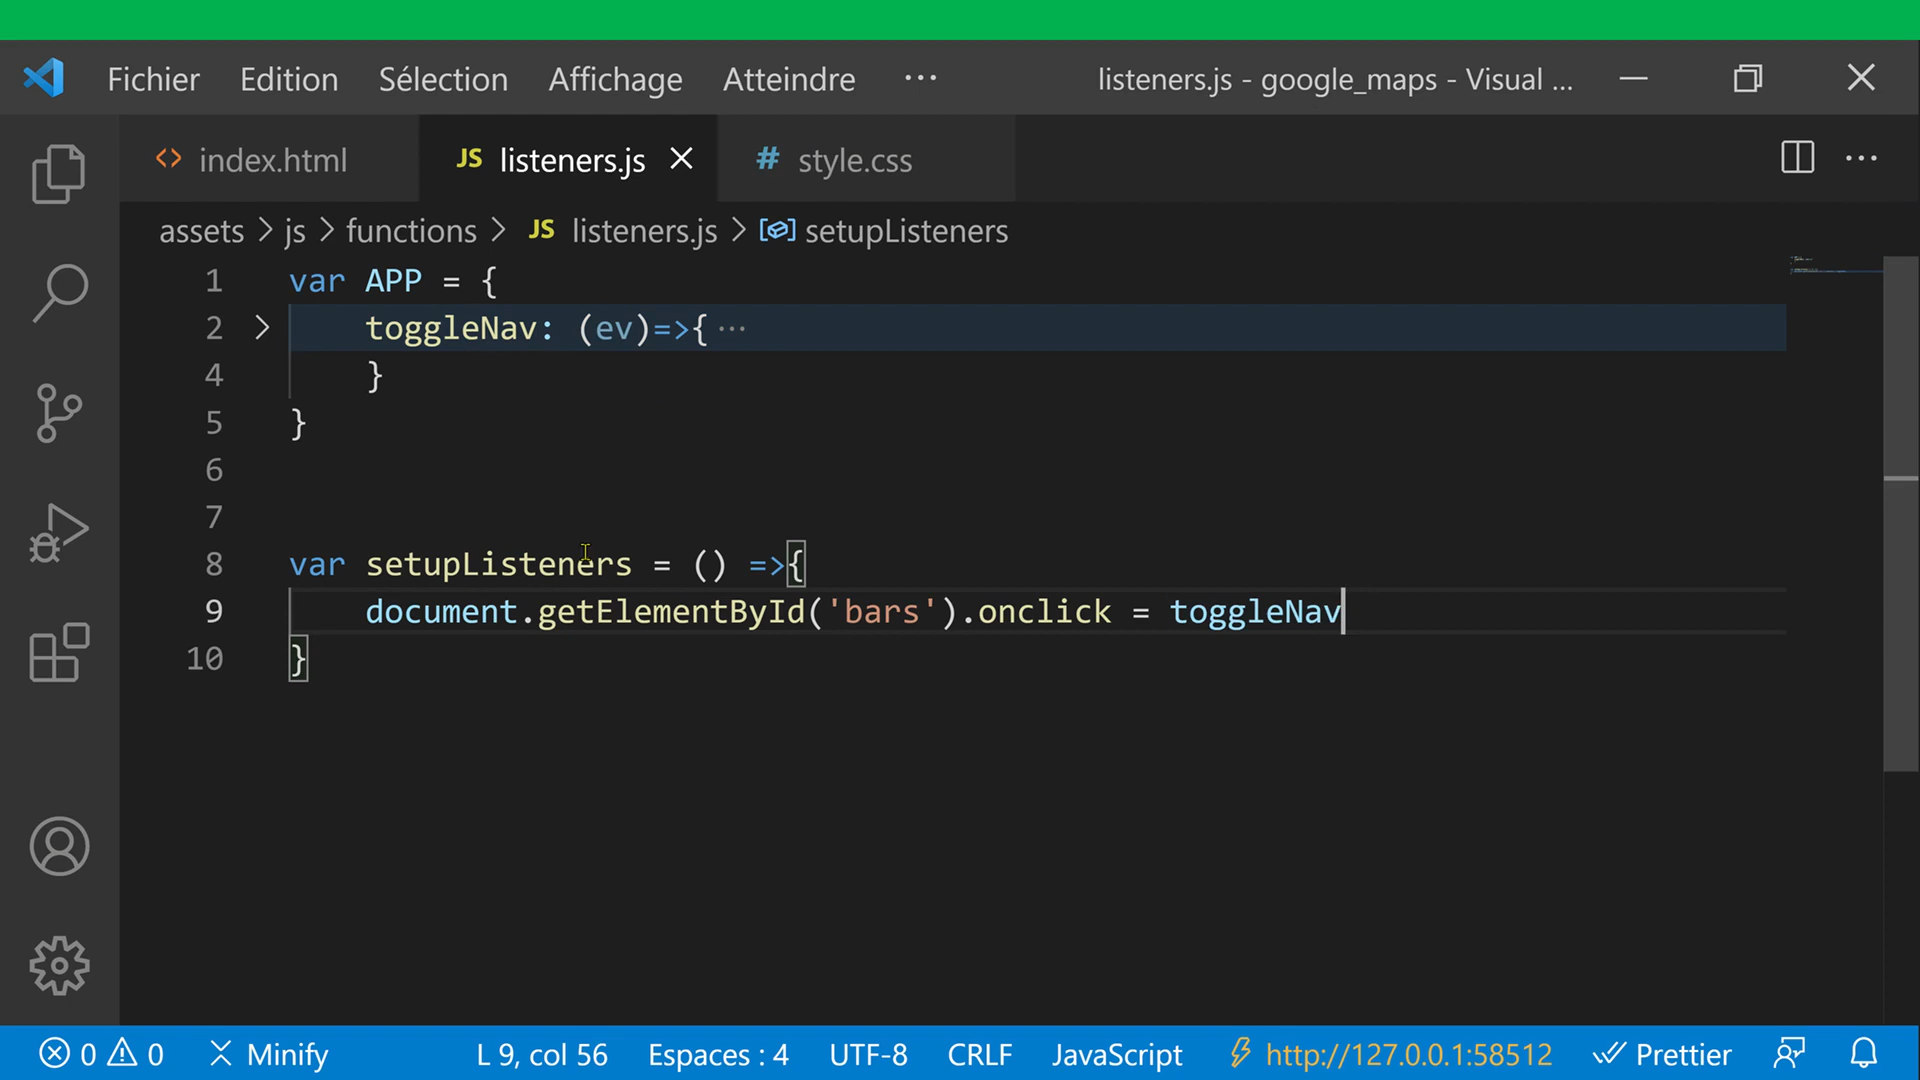 Fichier Edition Sélection Affichage Atteindre ··· listeners.js - google_maps - Visual ...
index.html JS listeners.js # style.css
assets > js > functions > JS listeners.js > setupListeners
1 var APP = {
2 toggleNav: (ev)=>{ ···
4 }
5 }
6
7
8 var setupListeners = () =>{
9 document.getElementById('bars').onclick = toggleNav
10 }
0 0 Minify L 9, col 56 Espaces : 4 UTF-8 CRLF JavaScript http://127.0.0.1:58512 Prettier